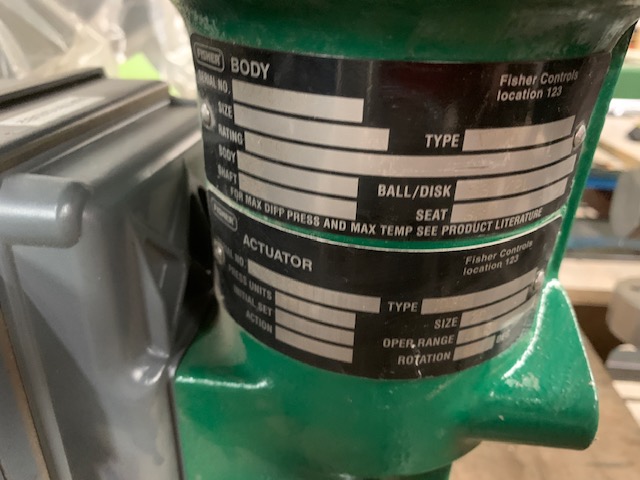 FISHER BODY
Fisher Controls
location 123
SERIAL NO.
SIZE
RATING TYPE
BODY
SHAFT BALL/DISK
SEAT
FOR MAX DIFF PRESS AND MAX TEMP SEE PRODUCT LITERATURE
FISHER
ACTUATOR
Fisher Controls
location 123
NO.
PRESS UNITS TYPE
INITIAL SET SIZE
ACTION OPER RANGE
ROTATION